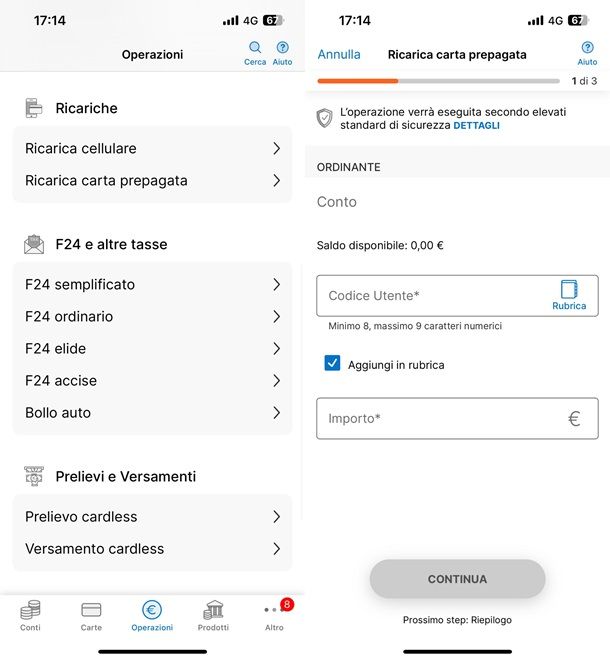 17:14
4G 67
Operazioni
Cerca
Aiuto
Ricariche
Ricarica cellulare
Ricarica carta prepagata
F24 e altre tasse
F24 semplificato
F24 ordinario
F24 elide
F24 accise
Bollo auto
Prelievi e Versamenti
Prelievo cardless
Versamento cardless
Conti
Carte
Operazioni
Prodotti
8
Altro
17:14
4G 67
Annulla
Ricarica carta prepagata
Aiuto
1 di 3
L'operazione verrà eseguita secondo elevati
standard di sicurezza DETTAGLI
ORDINANTE
Conto
Saldo disponibile: 0,00 €
Codice Utente*
Rubrica
Minimo 8, massimo 9 caratteri numerici
Aggiungi in rubrica
Importo* €
CONTINUA
Prossimo step: Riepilogo